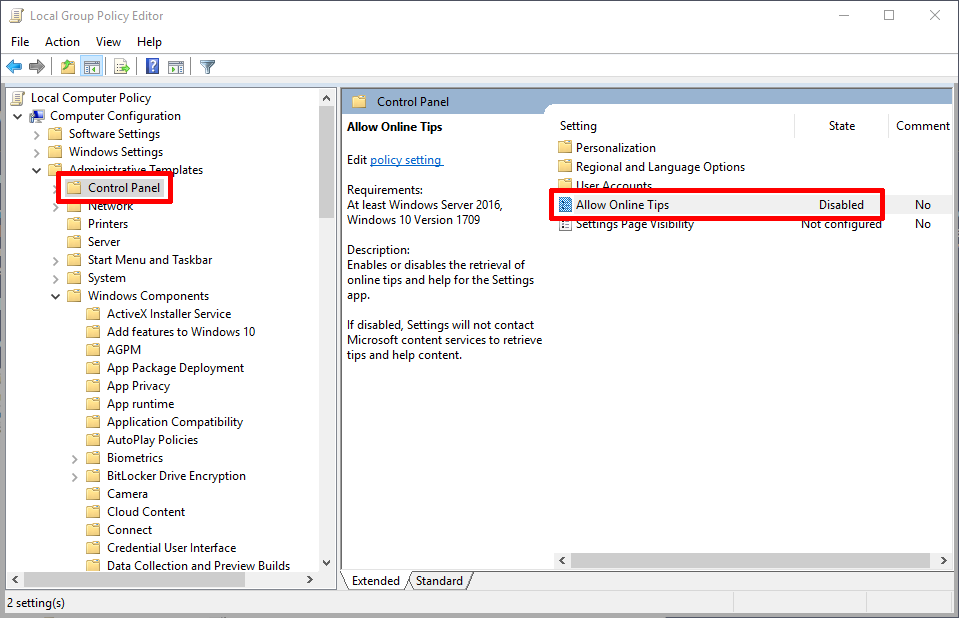 Local Group Policy Editor
File Action View Help
Local Computer Policy
Computer Configuration
Software Settings
Windows Settings
Administrative Templates
Control Panel
Network
Printers
Server
Start Menu and Taskbar
System
Windows Components
ActiveX Installer Service
Add features to Windows 10
AGPM
App Package Deployment
App Privacy
App runtime
Application Compatibility
AutoPlay Policies
Biometrics
BitLocker Drive Encryption
Camera
Cloud Content
Connect
Credential User Interface
Data Collection and Preview Builds
Control Panel
Allow Online Tips
Edit policy setting
Requirements:
At least Windows Server 2016,
Windows 10 Version 1709
Description:
Enables or disables the retrieval of
online tips and help for the Settings
app.
If disabled, Settings will not contact
Microsoft content services to retrieve
tips and help content.
Setting State Comment
Personalization
Regional and Language Options
User Accounts
Allow Online Tips Disabled No
Settings Page Visibility Not configured No
Extended Standard
2 setting(s)